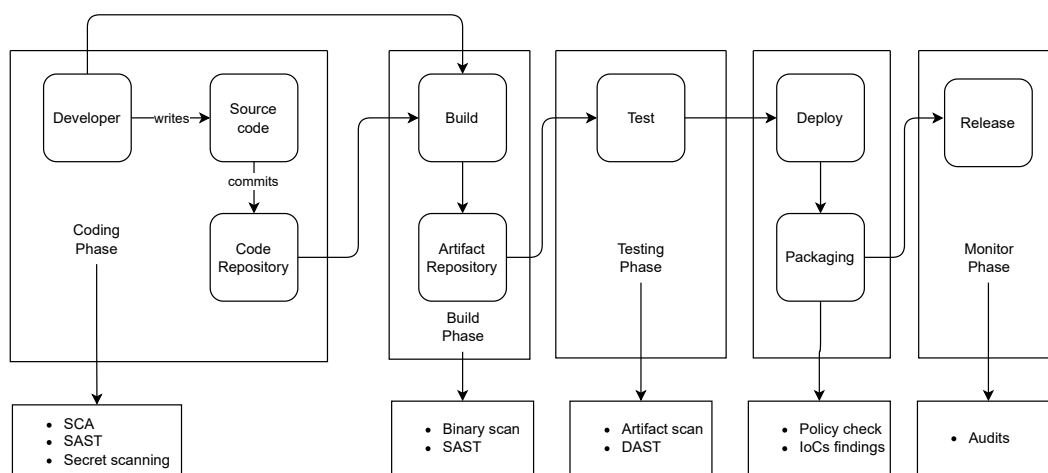 Developer
writes
Source
code
commits
Code
Repository
Coding
Phase
Build
Artifact
Repository
Build
Phase
Test
Testing
Phase
Deploy
Packaging
Release
Monitor
Phase
• SCA
• SAST
• Secret scanning
• Binary scan
• SAST
• Artifact scan
• DAST
• Policy check
• IoCs findings
• Audits